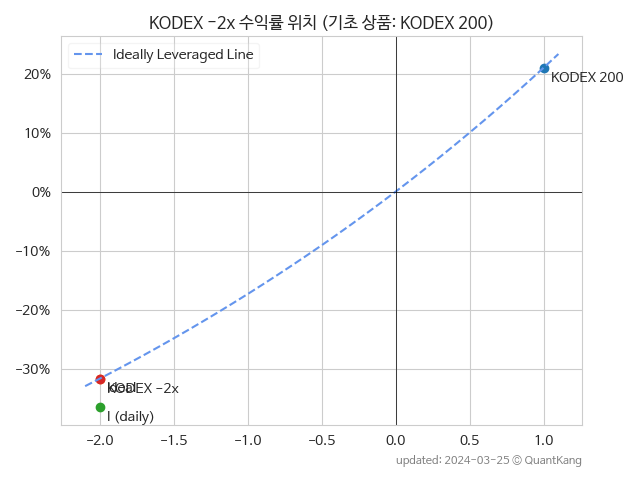 KODEX -2x 수익률 위치 (기초 상품: KODEX 200)
Ideally Leveraged Line
20%
10%
0%
-10%
-20%
-30%
KODEX 200
KODEX -2x
I (daily)
-2.0
-1.5
-1.0
-0.5
0.0
0.5
1.0
updated: 2024-03-25 © QuantKang